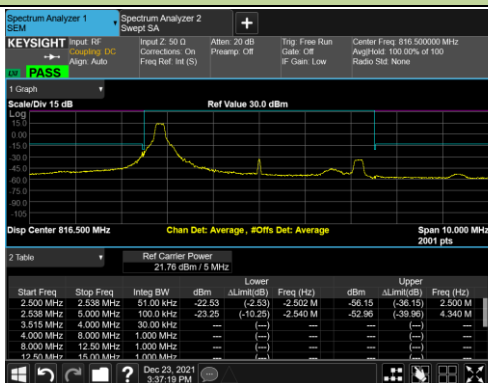 Spectrum Analyzer 1
SEM
Spectrum Analyzer 2
Swept SA
+
KEYSIGHT
Input: RF
Coupling: DC
Align: Auto
Input Z: 50 Ω
Corrections: On
Freq Ref: Int (S)
Atten: 20 dB
Preamp: Off
Trig: Free Run
Gate: Off
IF Gain: Low
Center Freq: 816.500000 MHz
Avg|Hold: 100.00% of 100
Radio Std: None
PASS
1 Graph
Scale/Div 15 dB
Ref Value 30.0 dBm
Log
15.0
0.00
-15.0
-30.0
-45.0
-60.0
-75.0
-90.0
-105
Disp Center 816.500 MHz
Chan Det: Average , #Offs Det: Average
Span 10.000 MHz
2001 pts
2 Table
Ref Carrier Power
21.76 dBm / 5 MHz
Lower Upper
Start Freq Stop Freq Integ BW dBm ΔLimit(dB) Freq (Hz) dBm ΔLimit(dB) Freq (Hz)
2.500 MHz 2.538 MHz 51.00 kHz -22.53 (-2.53) -2.502 M -56.15 (-36.15) 2.500 M
2.538 MHz 5.000 MHz 100.0 kHz -23.25 (-10.25) -2.540 M -52.96 (-39.96) 4.340 M
3.515 MHz 4.000 MHz 30.00 kHz --- (---) --- --- (---) ---
4.000 MHz 8.000 MHz 1.000 MHz --- (---) --- --- (---) ---
8.000 MHz 12.50 MHz 1.000 MHz --- (---) --- --- (---) ---
12.50 MHz 15.00 MHz 1.000 MHz --- (---) --- --- (---) ---
?
Dec 23, 2021
3:37:19 PM